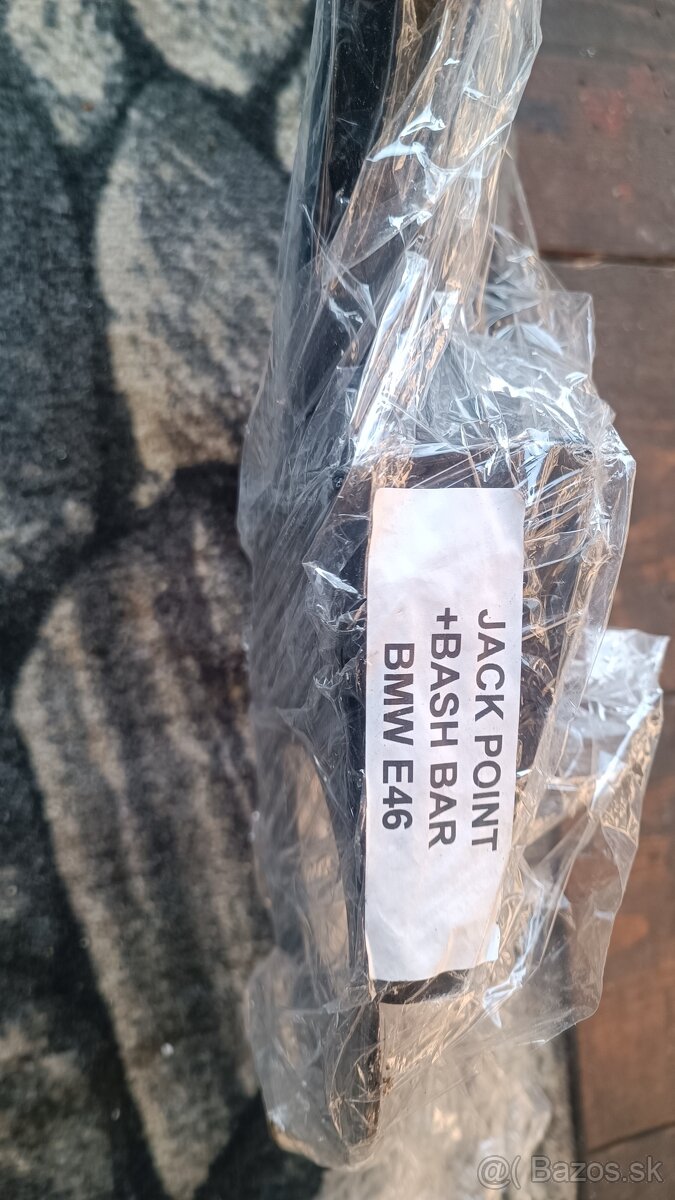 JACK POINT
+BASH BAR
BMW E46
@( Bazos.sk